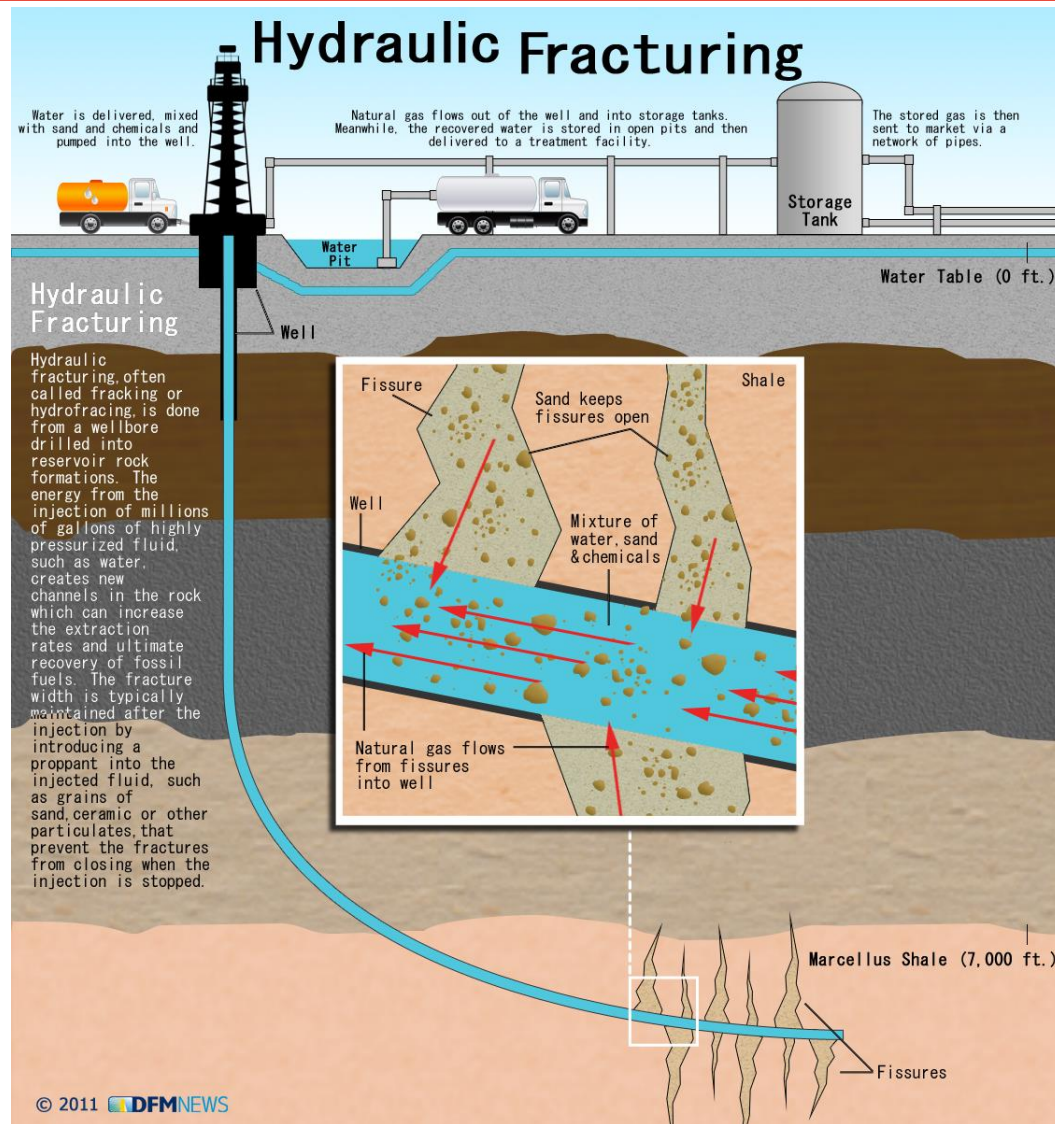 Hydraulic Fracturing
Water is delivered, mixed
with sand and chemicals and
pumped into the well.
Natural gas flows out of the well and into storage tanks.
Meanwhile, the recovered water is stored in open pits and then
delivered to a treatment facility.
The stored gas is then
sent to market via a
network of pipes.
Storage
Tank
Water
Pit
Water Table (0 ft.)
Well
Hydraulic
Fracturing
Hydraulic
fracturing, often
called fracking or
hydrofracing, is done
from a wellbore
drilled into
reservoir rock
formations. The
energy from the
injection of millions
of gallons of highly
pressurized fluid,
such as water,
creates new
channels in the rock
which can increase
the extraction
rates and ultimate
recovery of fossil
fuels. The fracture
width is typically
maintained after the
injection by
introducing a
proppant into the
injected fluid, such
as grains of
sand, ceramic or other
particulates, that
prevent the fractures
from closing when the
injection is stopped.
Fissure
Shale
Sand keeps
fissures open
Well
Mixture of
water, sand
& chemicals
Natural gas flows
from fissures
into well
Marcellus Shale (7,000 ft.)
Fissures
© 2011 DFMNEWS